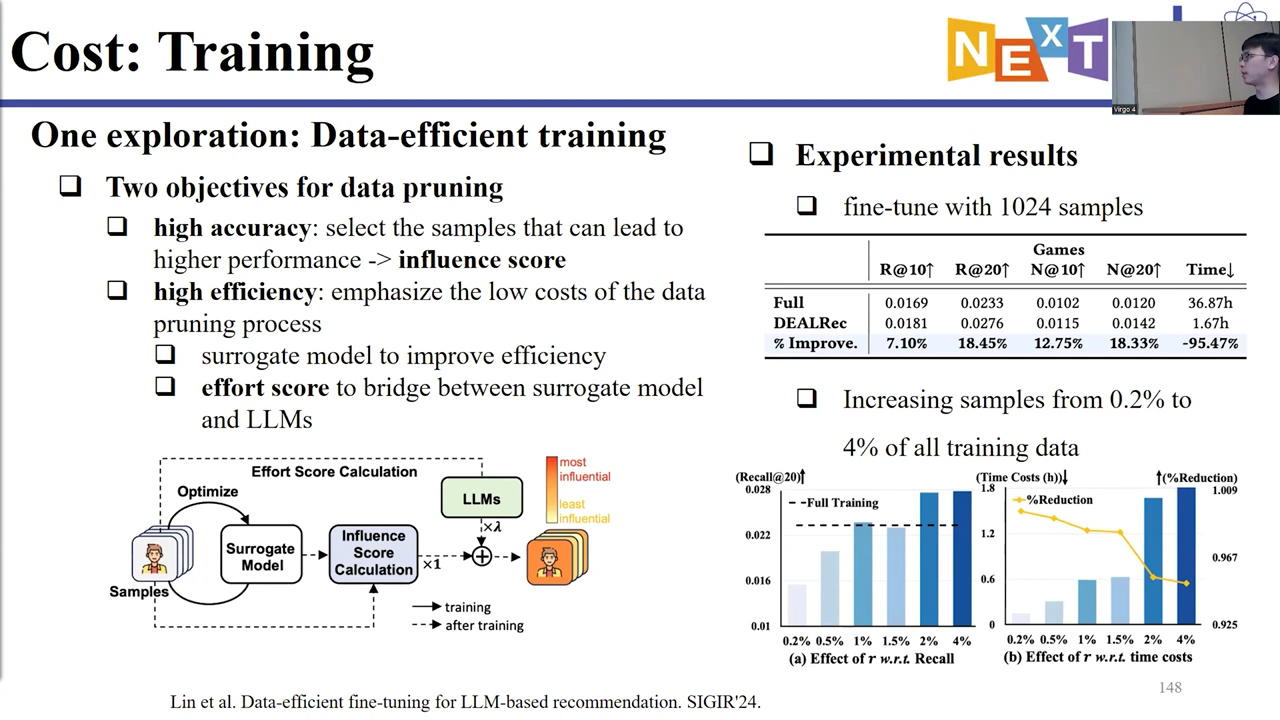 Cost: Training
NExT
Virgo 4
One exploration: Data-efficient training
❑ Two objectives for data pruning
❑ high accuracy: select the samples that can lead to
higher performance -> influence score
❑ high efficiency: emphasize the low costs of the data
pruning process
❑ surrogate model to improve efficiency
❑ effort score to bridge between surrogate model
and LLMs
Effort Score Calculation
Optimize
Samples
Surrogate
Model
Influence
Score
Calculation
LLMs
×λ
×1
+
most
influential
least
influential
training
after training
❑ Experimental results
❑ fine-tune with 1024 samples
Games
R@10↑ R@20↑ N@10↑ N@20↑ Time↓
Full 0.0169 0.0233 0.0102 0.0120 36.87h
DEALRec 0.0181 0.0276 0.0115 0.0142 1.67h
% Improve. 7.10% 18.45% 12.75% 18.33% -95.47%
❑ Increasing samples from 0.2% to
4% of all training data
(Recall@20)↑
0.028
0.022
0.016
0.01
Full Training
0.2% 0.5% 1% 1.5% 2% 4%
(a) Effect of r w.r.t. Recall
(Time Costs (h))↓ ↑(%Reduction)
1.8
1.2
0.6
0
%Reduction
1.009
0.967
0.925
0.2% 0.5% 1% 1.5% 2% 4%
(b) Effect of r w.r.t. time costs
Lin et al. Data-efficient fine-tuning for LLM-based recommendation. SIGIR'24.
148